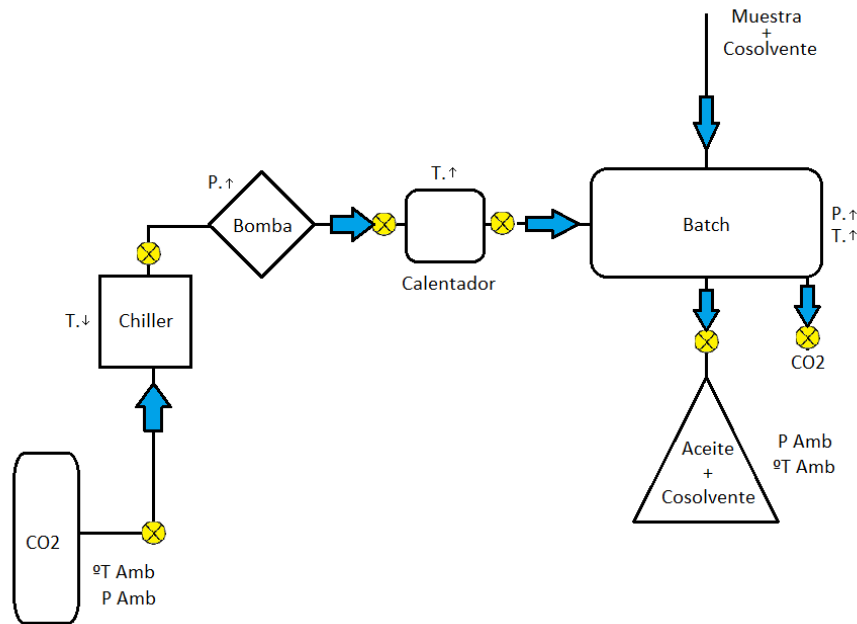 Muestra
+
Cosolvente
P.↑
Bomba
T.↑
Calentador
Batch
P.↑
T.↑
T.↓
Chiller
CO2
Aceite
+
Cosolvente
P Amb
ºT Amb
CO2
ºT Amb
P Amb